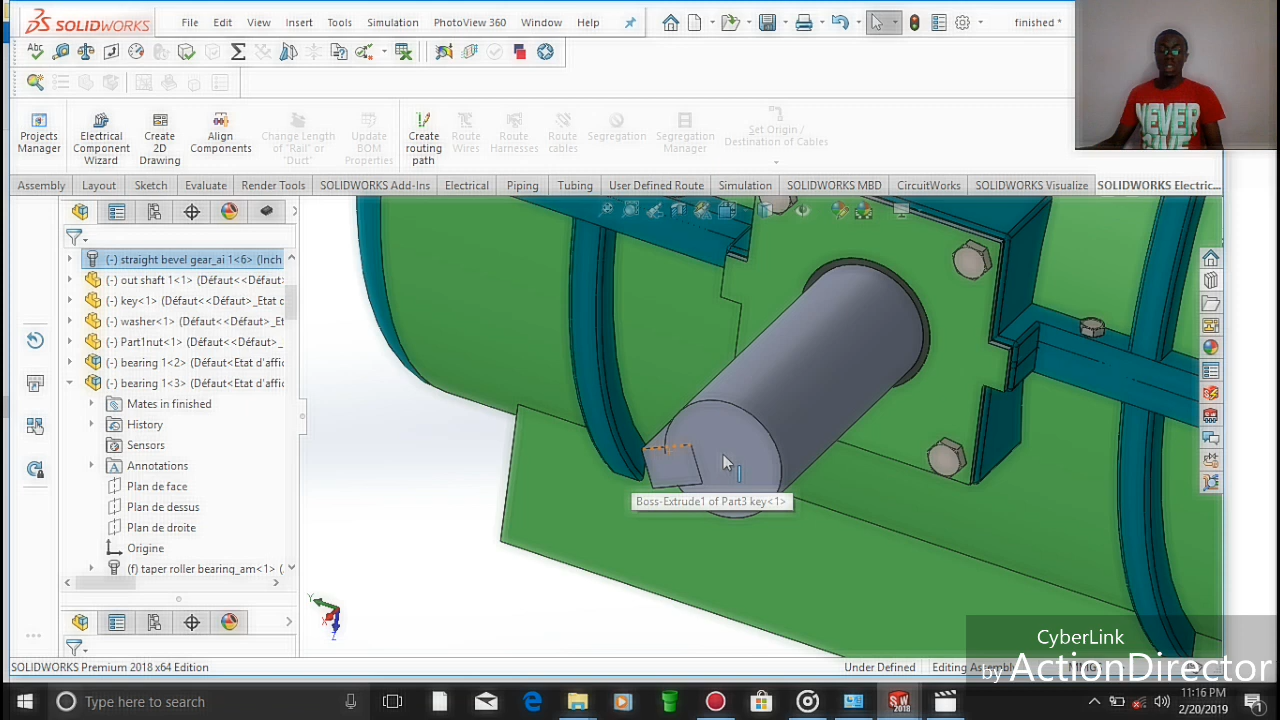 SOLIDWORKS
File Edit View Insert Tools Simulation PhotoView 360 Window Help
finished *
NEVER
Projects Manager
Electrical Component Wizard
Create 2D Drawing
Align Components
Change Length of "Rail" or "Duct"
Update BOM Properties
Create routing path
Route Wires
Route Harnesses
Route cables
Segregation
Segregation Manager
Set Origin / Destination of Cables
Assembly Layout Sketch Evaluate Render Tools SOLIDWORKS Add-Ins Electrical Piping Tubing User Defined Route Simulation SOLIDWORKS MBD CircuitWorks SOLIDWORKS Visualize SOLIDWORKS Electric...
(-) straight bevel gear_ai 1<6> (Inch
(-) out shaft 1<1> (Défaut<<Défaut>
(-) key<1> (Défaut<<Défaut>_Etat d
(-) washer<1> (Défaut<<Défaut>_Et
(-) Part1nut<1> (Défaut<<Défaut>_
(-) bearing 1<2> (Défaut<Etat d'affic
(-) bearing 1<3> (Défaut<Etat d'affic
Mates in finished
History
Sensors
Annotations
Plan de face
Plan de dessus
Plan de droite
Origine
(f) taper roller bearing_am<1> (
Boss-Extrude1 of Part3 key<1>
Y
X
Z
CyberLink
by ActionDirector
SOLIDWORKS Premium 2018 x64 Edition
Under Defined
Editing Assembly
MMGS
Type here to search
SW
2018
11:16 PM
2/20/2019
1